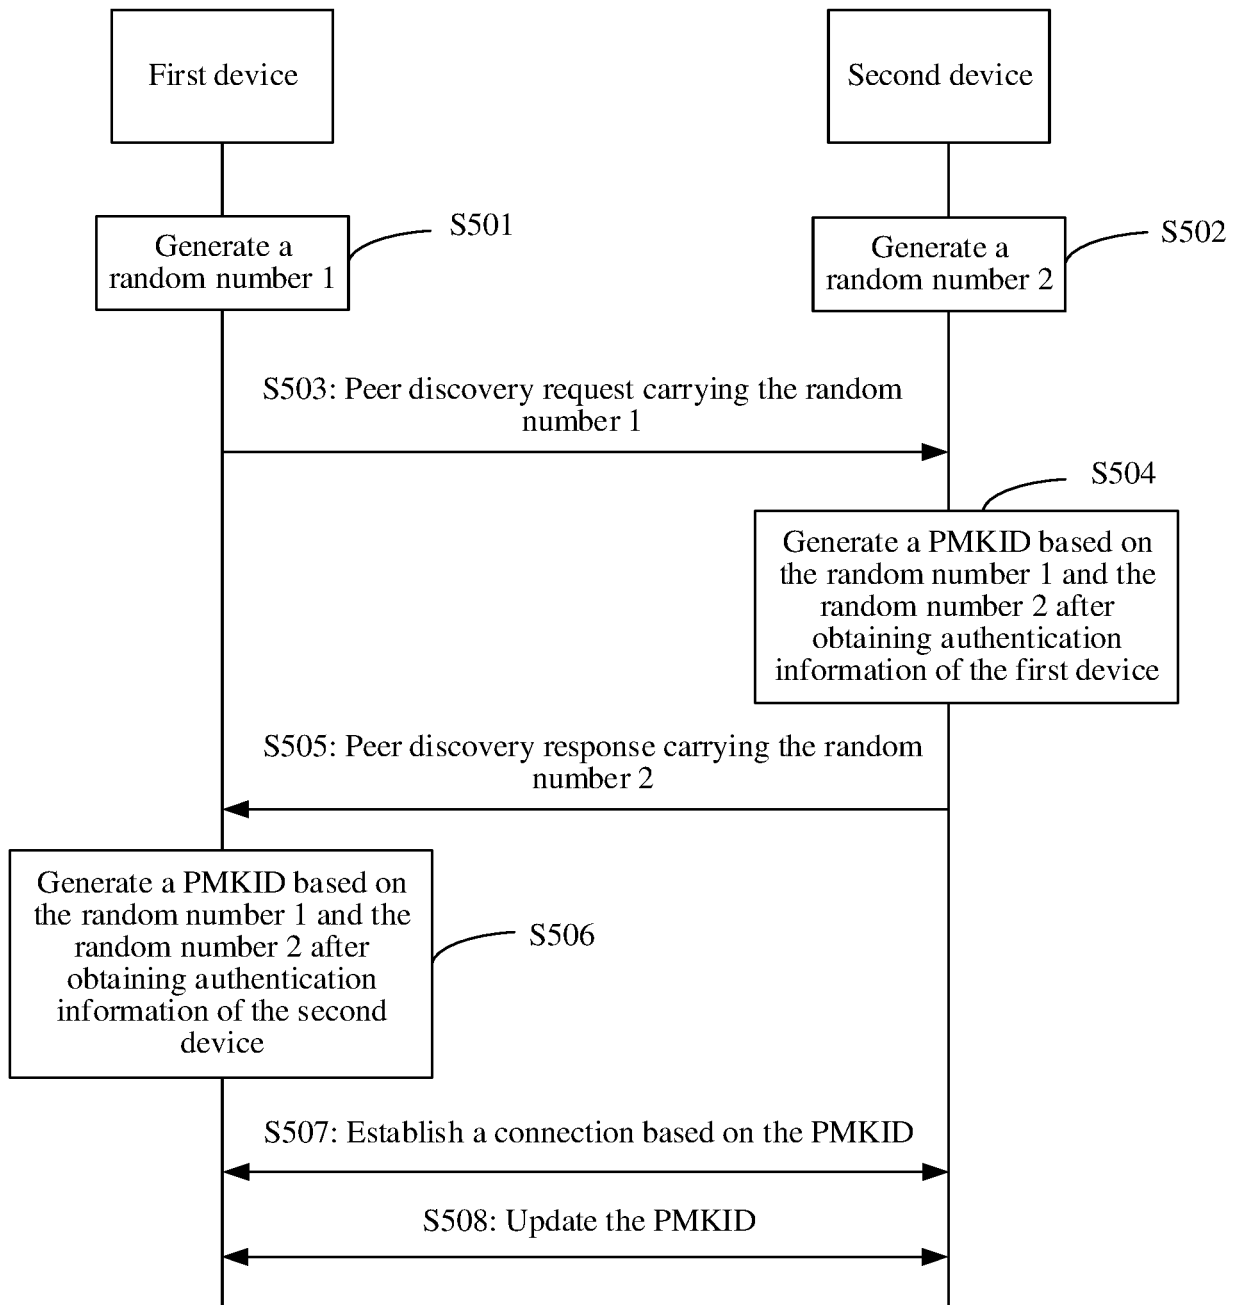 First device
Second device
Generate a
random number 1
S501
Generate a
random number 2
S502
S503: Peer discovery request carrying the random
number 1
S504
Generate a PMKID based on
the random number 1 and the
random number 2 after
obtaining authentication
information of the first device
S505: Peer discovery response carrying the random
number 2
Generate a PMKID based on
the random number 1 and the
random number 2 after
obtaining authentication
information of the second
device
S506
S507: Establish a connection based on the PMKID
S508: Update the PMKID